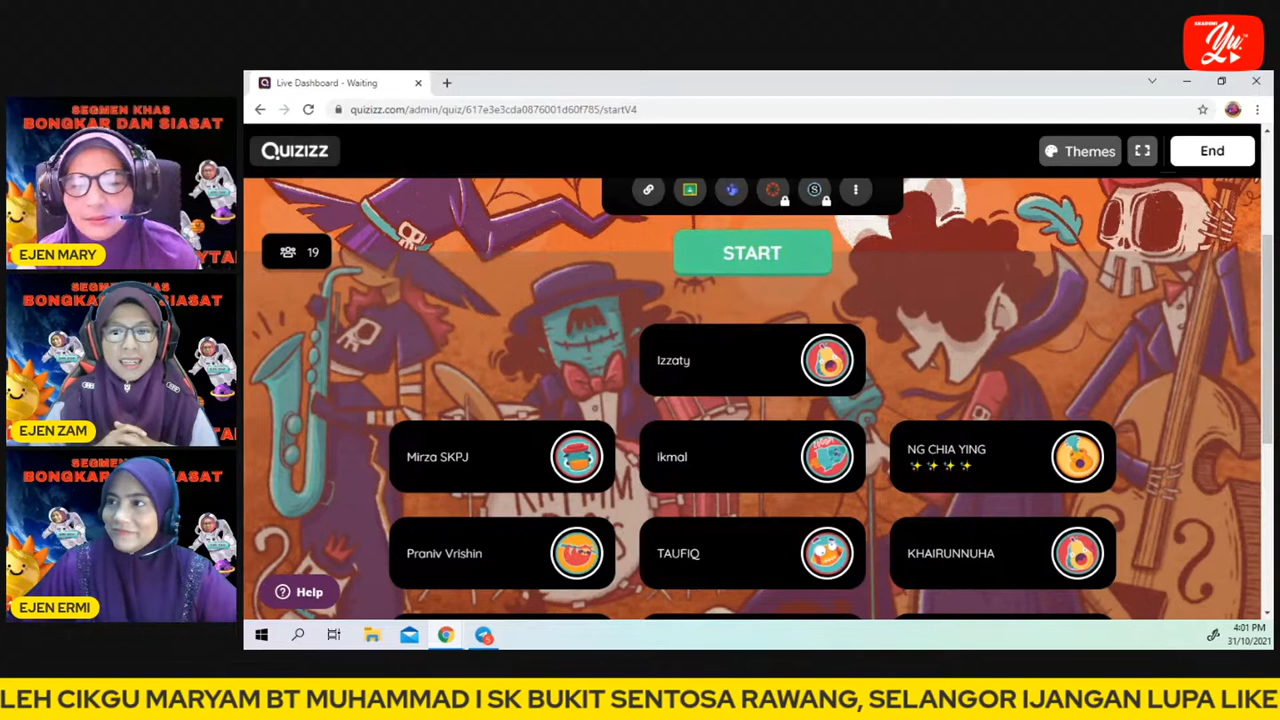 AKADEMI
Yu.
Live Dashboard - Waiting
quizizz.com/admin/quiz/617e3e3cda0876001d60f785/startV4
Quizizz
Themes
End
SEGMEN KHAS
BONGKAR DAN SIASAT
EJEN MARY
EJEN ZAM
EJEN ERMI
19
START
Izzaty
Mirza SKPJ
ikmal
NG CHIA YING
✨✨✨✨
Praniv Vrishin
TAUFIQ
KHAIRUNNUHA
Help
4:01 PM
31/10/2021
LEH CIKGU MARYAM BT MUHAMMAD I SK BUKIT SENTOSA RAWANG, SELANGOR IJANGAN LUPA LIKE